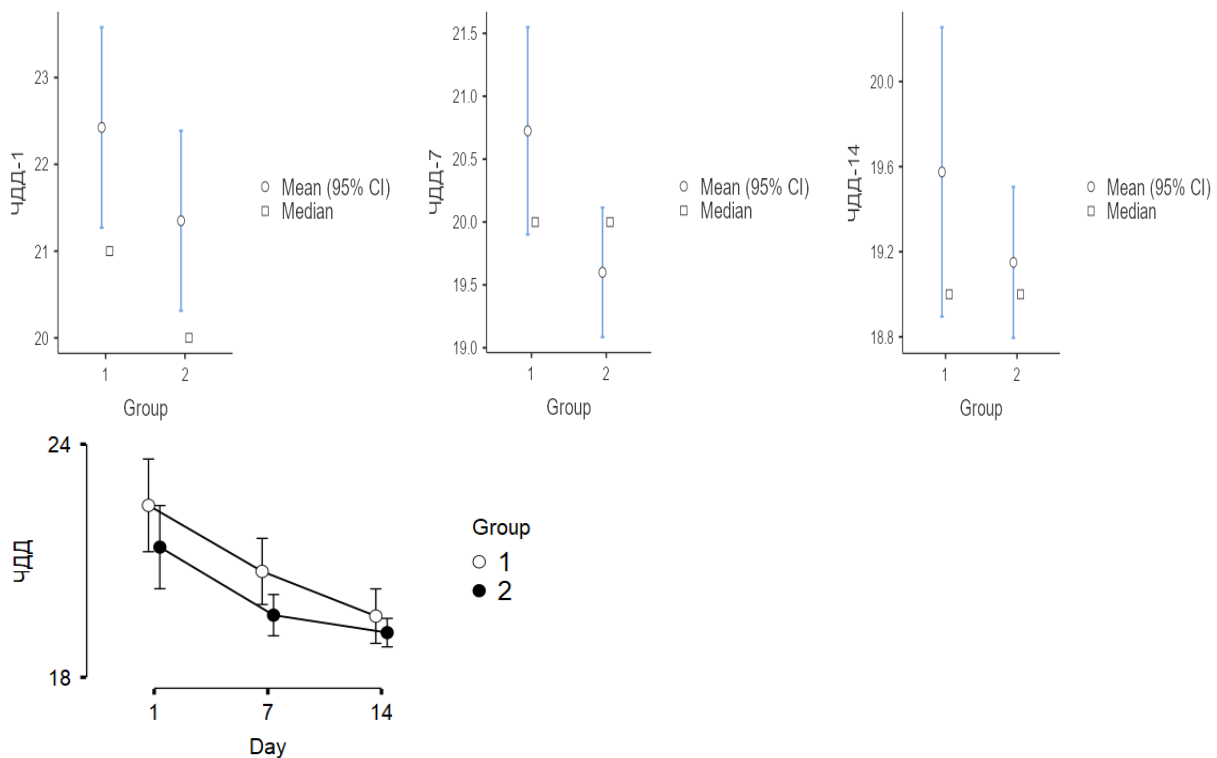 ЧДД-1
23
22
21
20
1
2
Group
Mean (95% CI)
Median
ЧДД-7
21.5
21.0
20.5
20.0
19.5
19.0
1
2
Group
Mean (95% CI)
Median
ЧДД-14
20.0
19.6
19.2
18.8
1
2
Group
Mean (95% CI)
Median
ЧДД
24
18
1
7
14
Day
Group
1
2